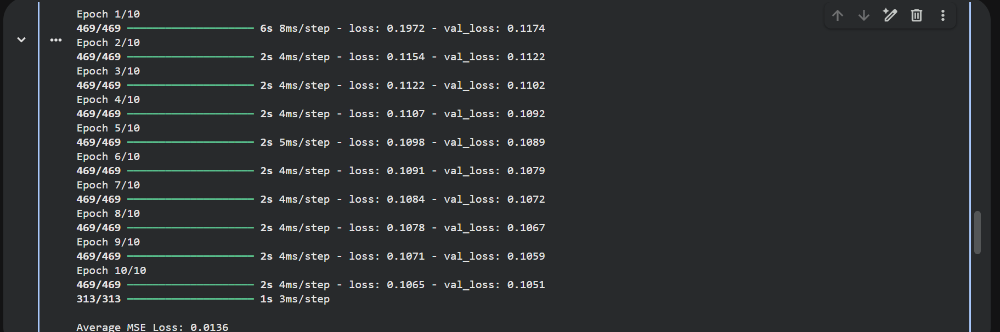 Epoch 1/10
469/469 ━━━━━━━━━━━━━━━━━━━━ 6s 8ms/step - loss: 0.1972 - val_loss: 0.1174
Epoch 2/10
469/469 ━━━━━━━━━━━━━━━━━━━━ 2s 4ms/step - loss: 0.1154 - val_loss: 0.1122
Epoch 3/10
469/469 ━━━━━━━━━━━━━━━━━━━━ 2s 4ms/step - loss: 0.1122 - val_loss: 0.1102
Epoch 4/10
469/469 ━━━━━━━━━━━━━━━━━━━━ 2s 4ms/step - loss: 0.1107 - val_loss: 0.1092
Epoch 5/10
469/469 ━━━━━━━━━━━━━━━━━━━━ 2s 5ms/step - loss: 0.1098 - val_loss: 0.1089
Epoch 6/10
469/469 ━━━━━━━━━━━━━━━━━━━━ 2s 4ms/step - loss: 0.1091 - val_loss: 0.1079
Epoch 7/10
469/469 ━━━━━━━━━━━━━━━━━━━━ 2s 4ms/step - loss: 0.1084 - val_loss: 0.1072
Epoch 8/10
469/469 ━━━━━━━━━━━━━━━━━━━━ 2s 4ms/step - loss: 0.1078 - val_loss: 0.1067
Epoch 9/10
469/469 ━━━━━━━━━━━━━━━━━━━━ 2s 4ms/step - loss: 0.1071 - val_loss: 0.1059
Epoch 10/10
469/469 ━━━━━━━━━━━━━━━━━━━━ 2s 4ms/step - loss: 0.1065 - val_loss: 0.1051
313/313 ━━━━━━━━━━━━━━━━━━━━ 1s 3ms/step
Average MSE Loss: 0.0136